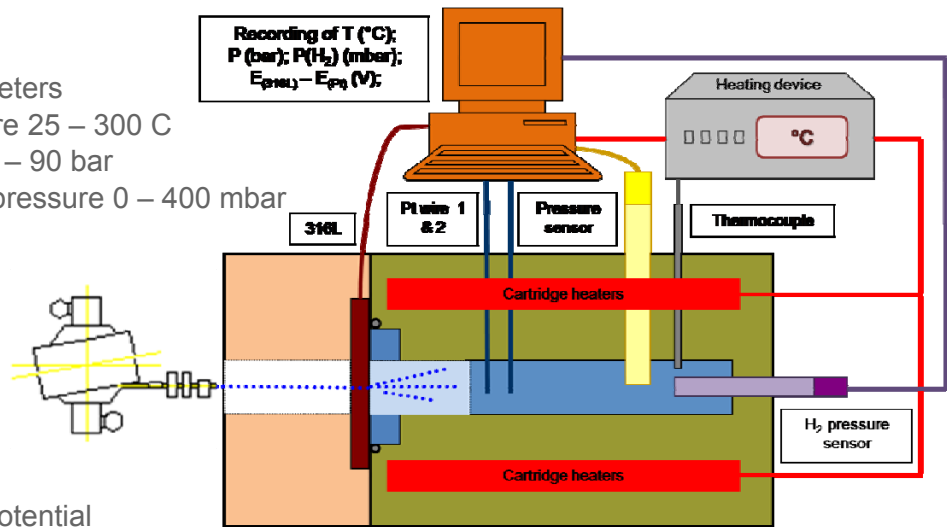 Recording of T (°C);
P (bar); P(H₂) (mbar);
E(316L) – E(Pt) (V);
eters
re 25 – 300 C
– 90 bar
pressure 0 – 400 mbar
Heating device
°C
316L
Pt wire 1
& 2
Pressure
sensor
Thermocouple
Cartridge heaters
H₂ pressure
sensor
Cartridge heaters
otential